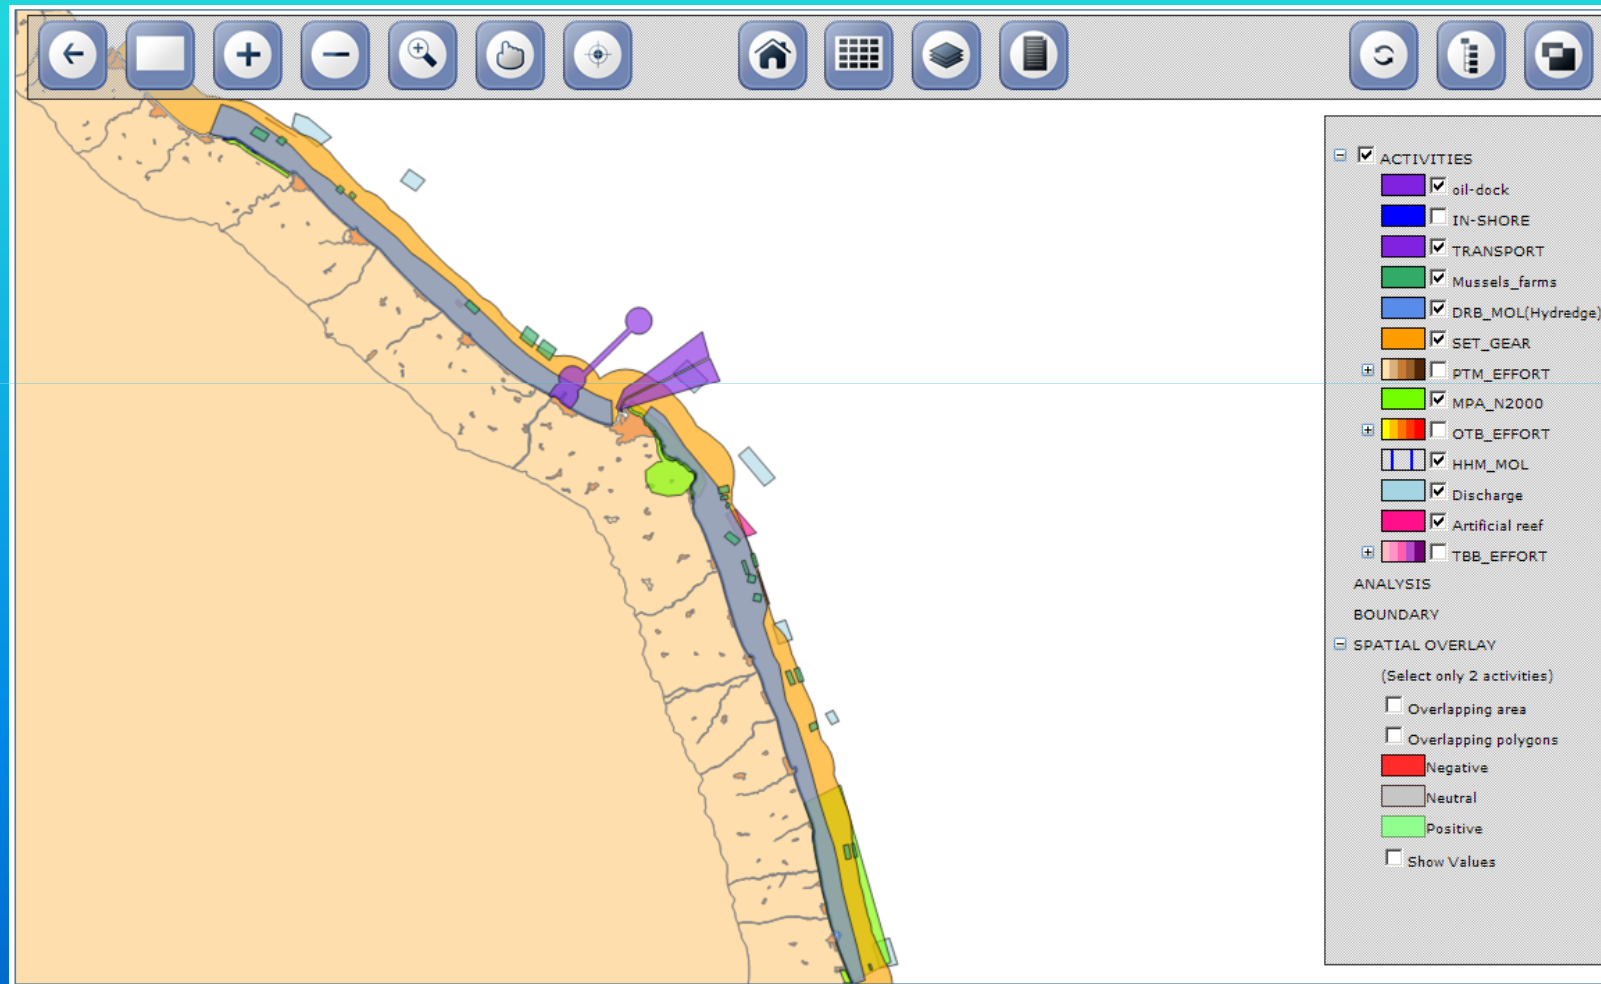 ACTIVITIES
oil-dock
IN-SHORE
TRANSPORT
Mussels_farms
DRB_MOL(Hydredge)
SET_GEAR
PTM_EFFORT
MPA_N2000
OTB_EFFORT
HHM_MOL
Discharge
Artificial reef
TBB_EFFORT
ANALYSIS
BOUNDARY
SPATIAL OVERLAY
(Select only 2 activities)
Overlapping area
Overlapping polygons
Negative
Neutral
Positive
Show Values